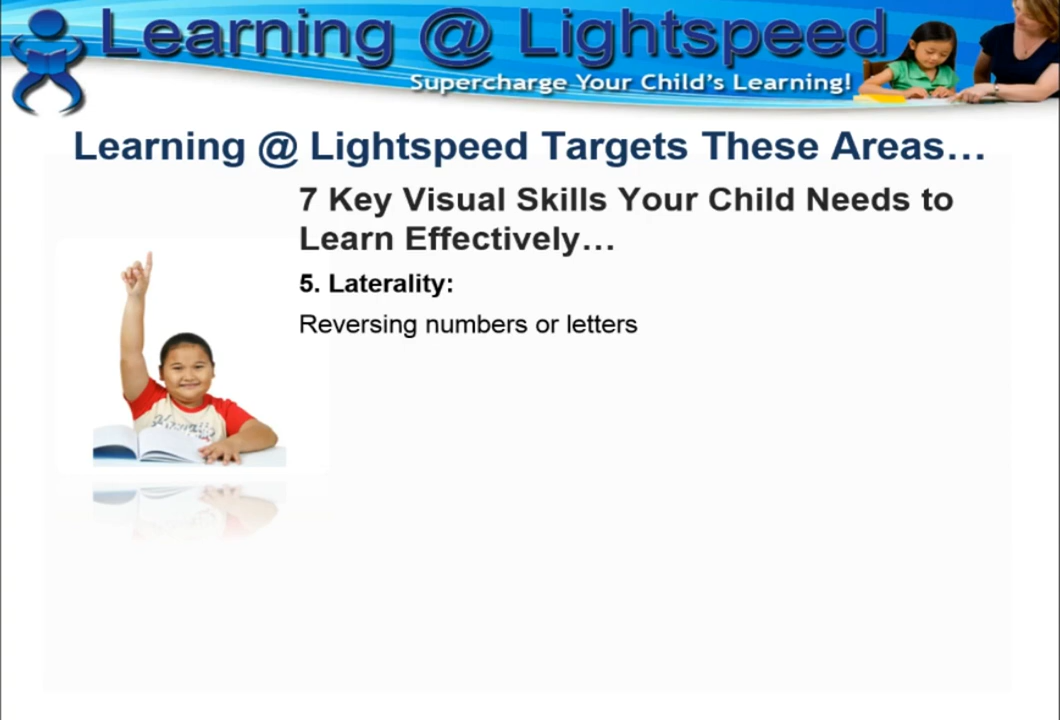 Learning @ Lightspeed
Supercharge Your Child's Learning!
Learning @ Lightspeed Targets These Areas...
7 Key Visual Skills Your Child Needs to
Learn Effectively...
5. Laterality:
Reversing numbers or letters